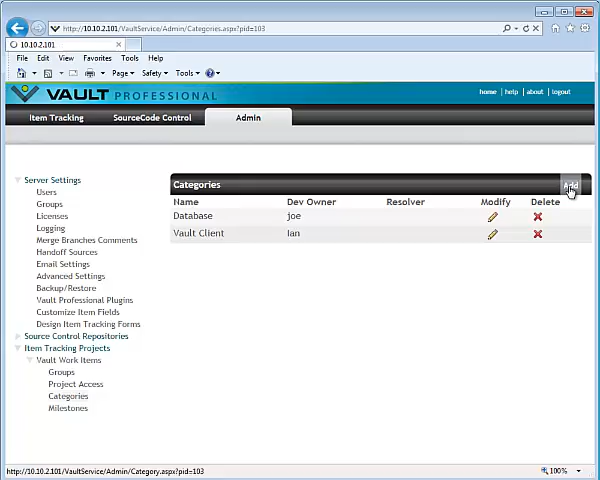 http://10.10.2.101/VaultService/Admin/Categories.aspx?pid=103
10.10.2.101
File Edit View Favorites Tools Help
Page Safety Tools
VAULT PROFESSIONAL
home | help | about | logout
Item Tracking SourceCode Control Admin
Server Settings
Users
Groups
Licenses
Logging
Merge Branches Comments
Handoff Sources
Email Settings
Advanced Settings
Backup/Restore
Vault Professional Plugins
Customize Item Fields
Design Item Tracking Forms
Source Control Repositories
Item Tracking Projects
Vault Work Items
Groups
Project Access
Categories
Milestones
Categories Add
Name Dev Owner Resolver Modify Delete
Database joe
Vault Client Ian
http://10.10.2.101/VaultService/Admin/Category.aspx?pid=103
100%